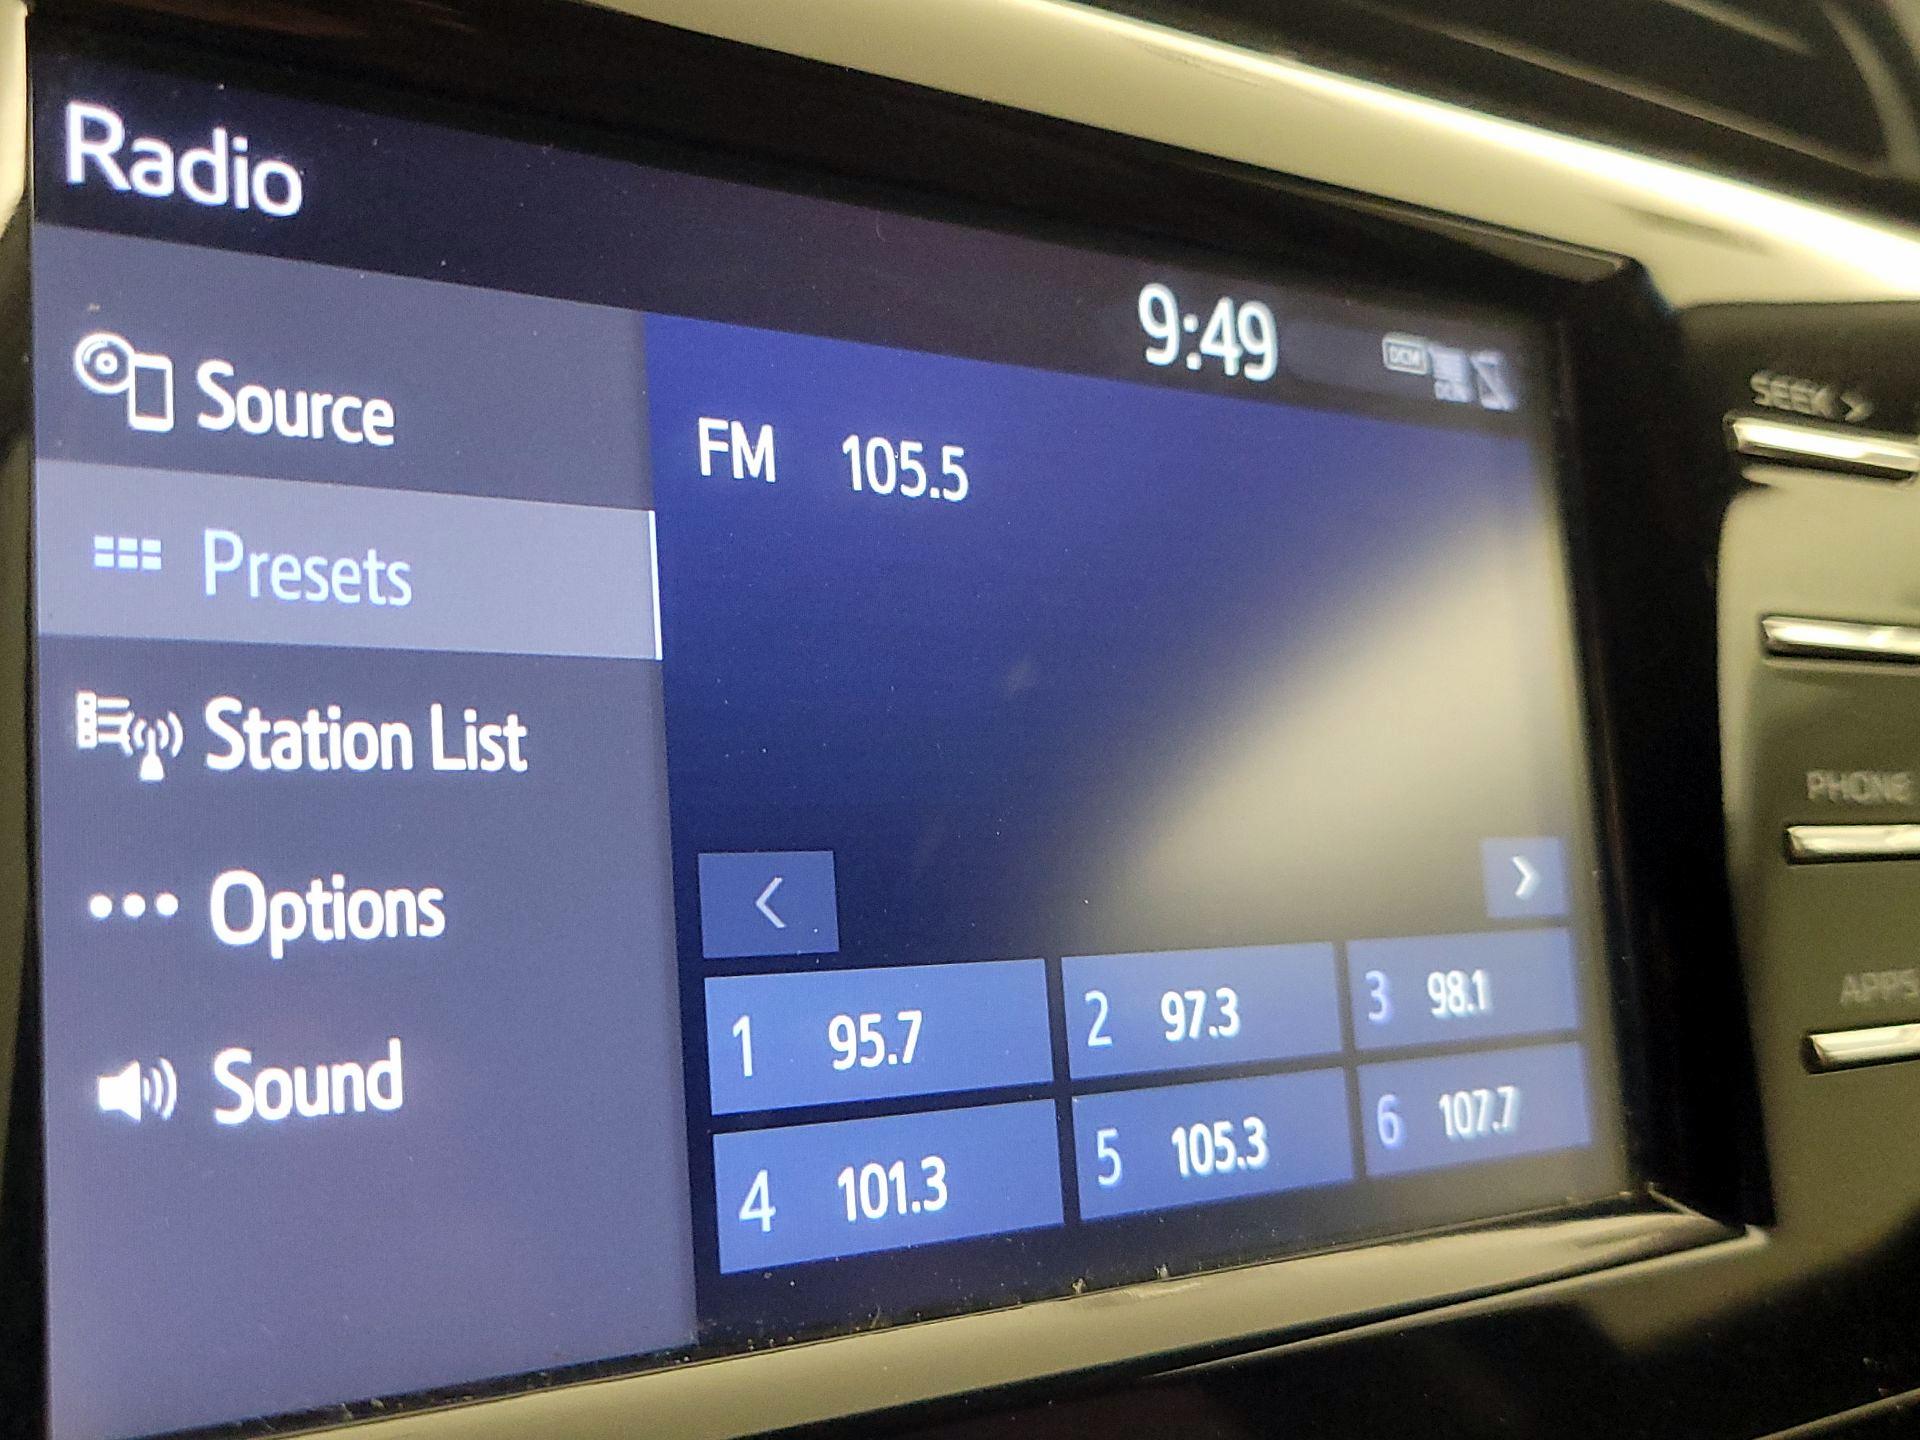 Radio
9:49
DCM
SEEK >
Source
FM 105.5
Presets
Station List
PHONE
Options
< >
APPS
1 95.7 2 97.3 3 98.1
Sound
4 101.3 5 105.3 6 107.7